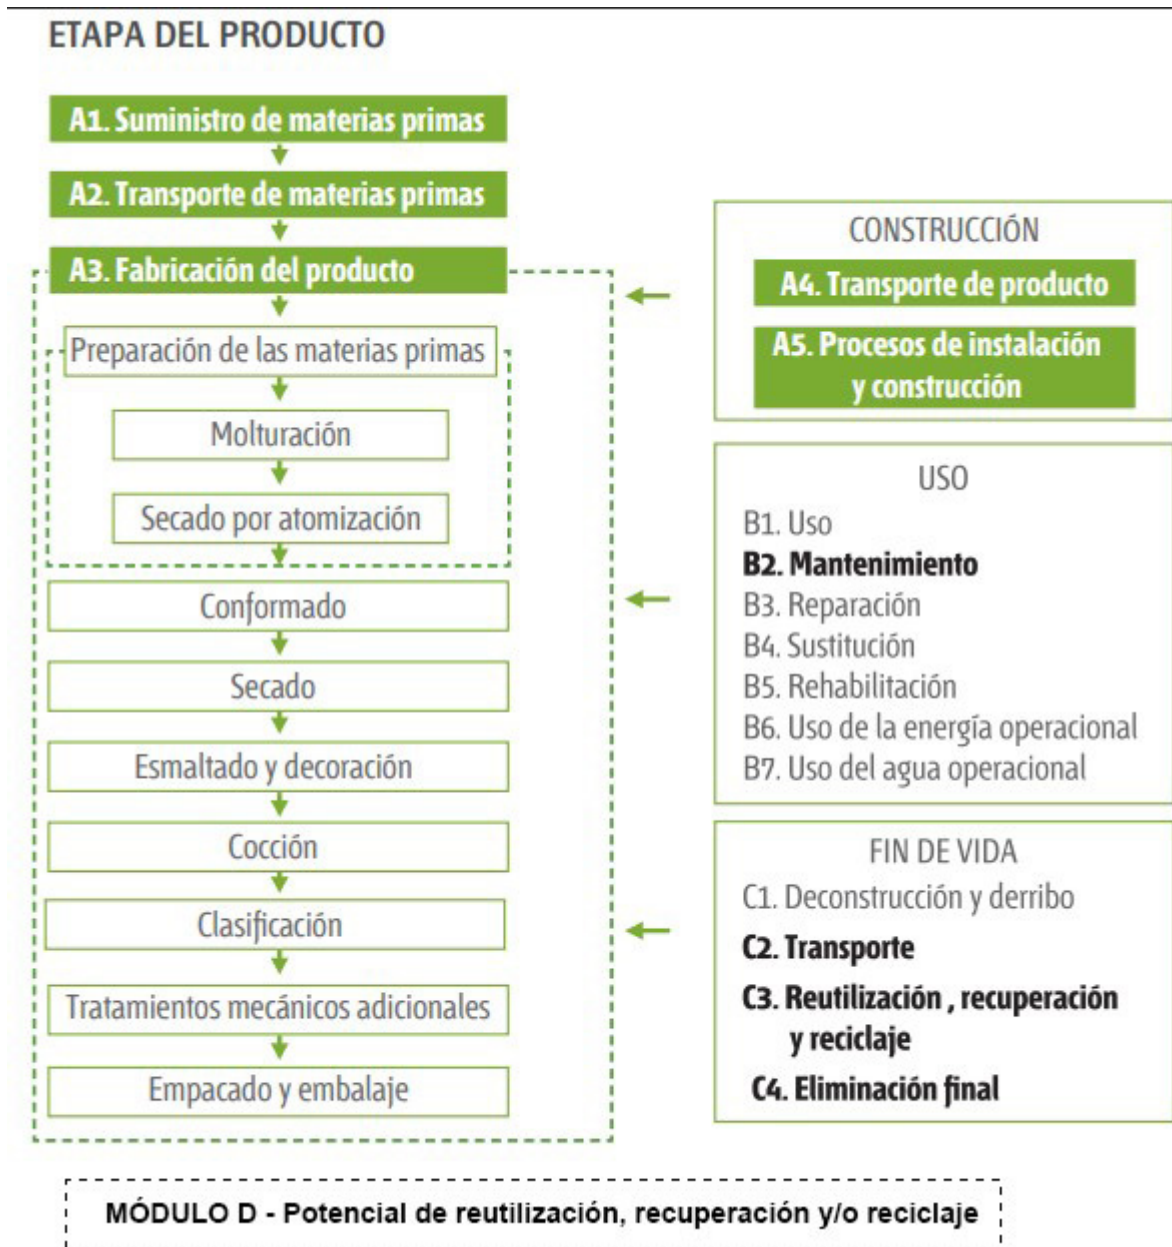 ETAPA DEL PRODUCTO
A1. Suministro de materias primas
A2. Transporte de materias primas
A3. Fabricación del producto
Preparación de las materias primas
Molturación
Secado por atomización
Conformado
Secado
Esmaltado y decoración
Cocción
Clasificación
Tratamientos mecánicos adicionales
Empacado y embalaje
CONSTRUCCIÓN
A4. Transporte de producto
A5. Procesos de instalación
y construcción
USO
B1. Uso
B2. Mantenimiento
B3. Reparación
B4. Sustitución
B5. Rehabilitación
B6. Uso de la energía operacional
B7. Uso del agua operacional
FIN DE VIDA
C1. Deconstrucción y derribo
C2. Transporte
C3. Reutilización , recuperación
y reciclaje
C4. Eliminación final
MÓDULO D - Potencial de reutilización, recuperación y/o reciclaje